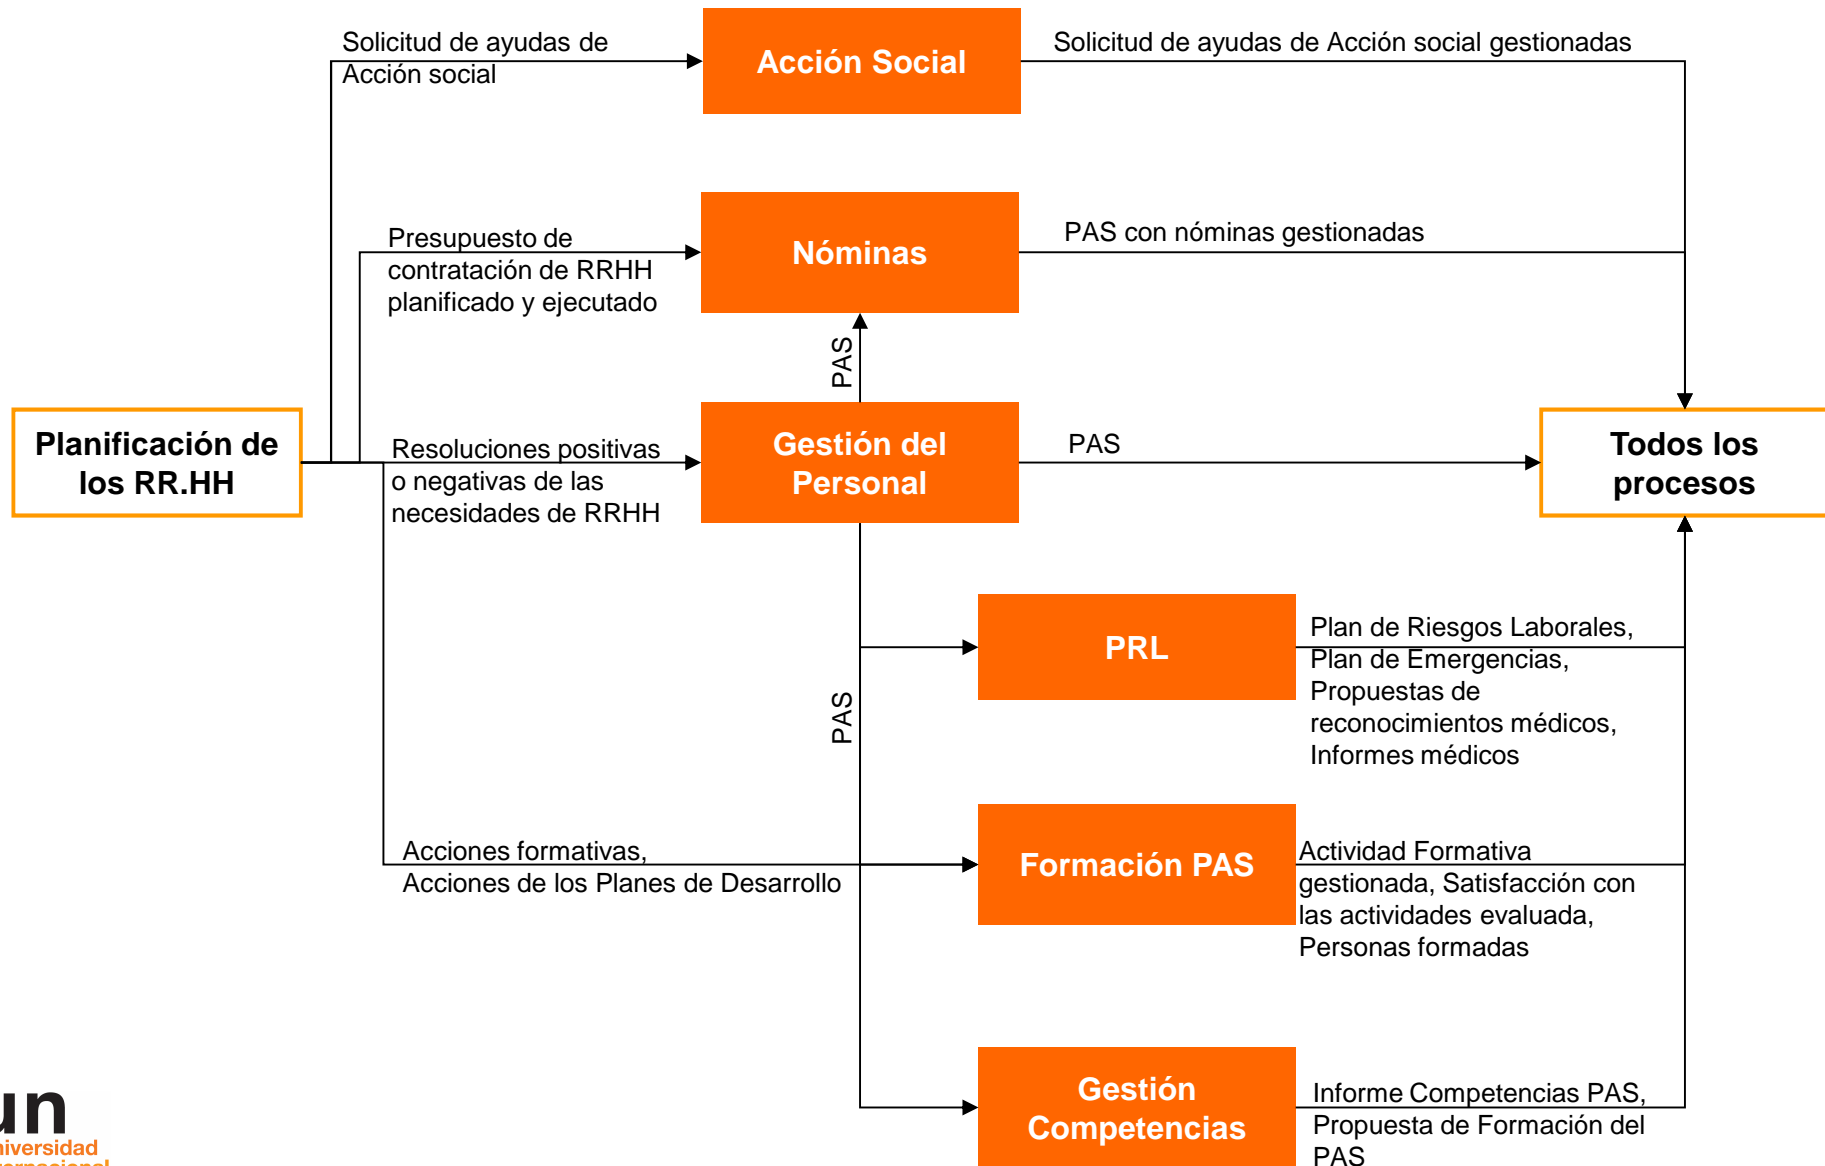 Solicitud de ayudas de
Acción social
Acción Social
Solicitud de ayudas de Acción social gestionadas
Presupuesto de
contratación de RRHH
planificado y ejecutado
Nóminas
PAS con nóminas gestionadas
PAS
Planificación de
los RR.HH
Resoluciones positivas
o negativas de las
necesidades de RRHH
Gestión del
Personal
PAS
Todos los
procesos
PAS
PRL
Plan de Riesgos Laborales,
Plan de Emergencias,
Propuestas de
reconocimientos médicos,
Informes médicos
Acciones formativas,
Acciones de los Planes de Desarrollo
Formación PAS
Actividad Formativa
gestionada, Satisfacción con
las actividades evaluada,
Personas formadas
Gestión
Competencias
Informe Competencias PAS,
Propuesta de Formación del
PAS
un
niversidad